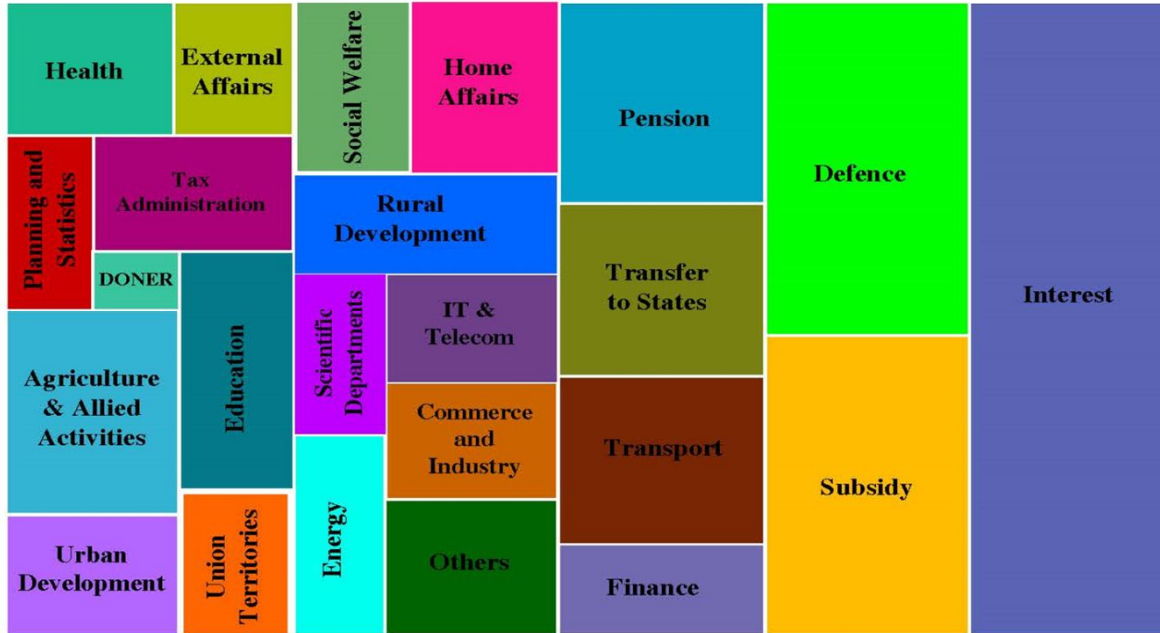 Health
External
Affairs
Social Welfare
Home
Affairs
Pension
Defence
Interest
Planning and
Statistics
Tax
Administration
Rural
Development
DONER
Education
Scientific
Departments
IT &
Telecom
Transfer
to States
Agriculture
& Allied
Activities
Commerce
and
Industry
Transport
Subsidy
Urban
Development
Union
Territories
Energy
Others
Finance